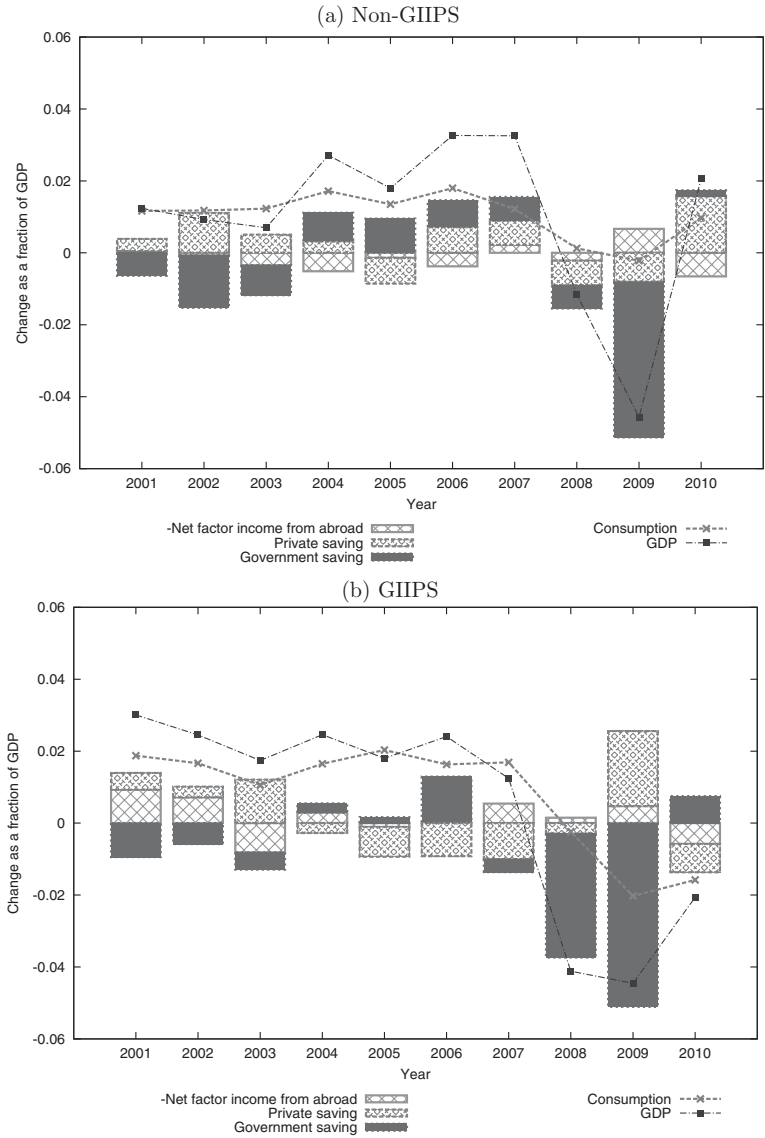 (a) Non-GIIPS
0.06
0.04
0.02
0
-0.02
-0.04
-0.06
Change as a fraction of GDP
2001 2002 2003 2004 2005 2006 2007 2008 2009 2010
Year
-Net factor income from abroad
Private saving
Government saving
Consumption
GDP
(b) GIIPS
0.06
0.04
0.02
0
-0.02
-0.04
-0.06
Change as a fraction of GDP
2001 2002 2003 2004 2005 2006 2007 2008 2009 2010
Year
-Net factor income from abroad
Private saving
Government saving
Consumption
GDP